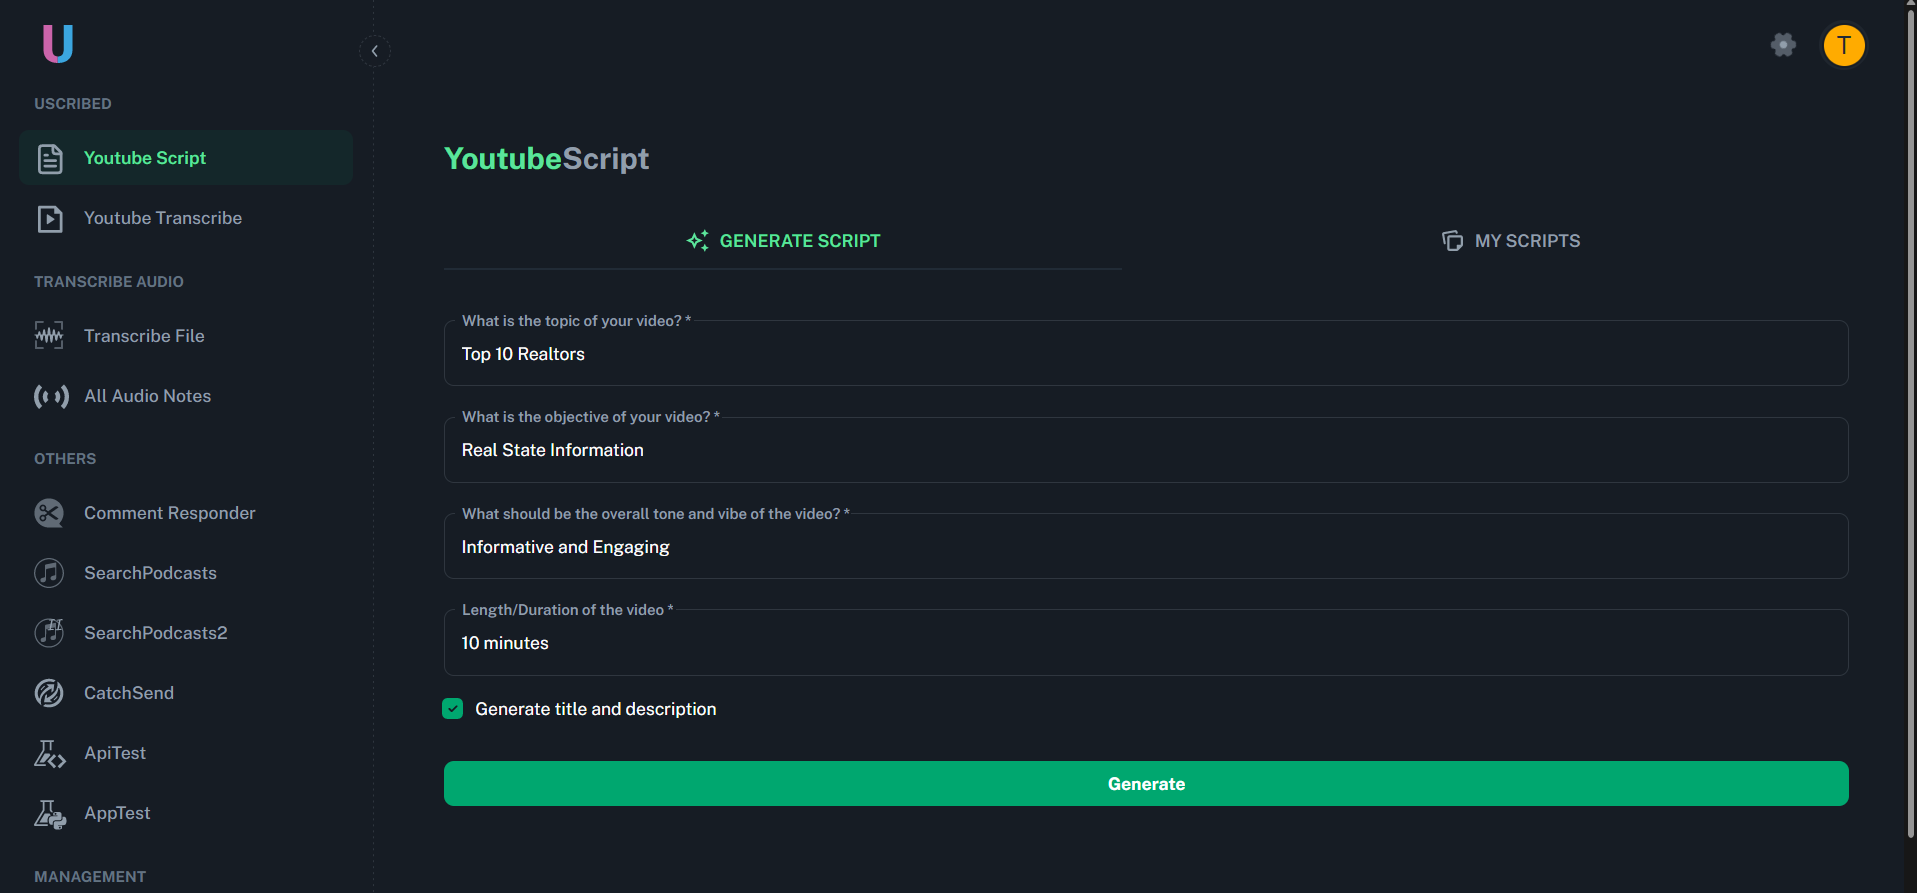 U
T
USCRIBED
Youtube Script
Youtube Transcribe
TRANSCRIBE AUDIO
Transcribe File
All Audio Notes
OTHERS
Comment Responder
SearchPodcasts
SearchPodcasts2
CatchSend
ApiTest
AppTest
MANAGEMENT
YoutubeScript
GENERATE SCRIPT
MY SCRIPTS
What is the topic of your video? *
Top 10 Realtors
What is the objective of your video? *
Real State Information
What should be the overall tone and vibe of the video? *
Informative and Engaging
Length/Duration of the video *
10 minutes
Generate title and description
Generate